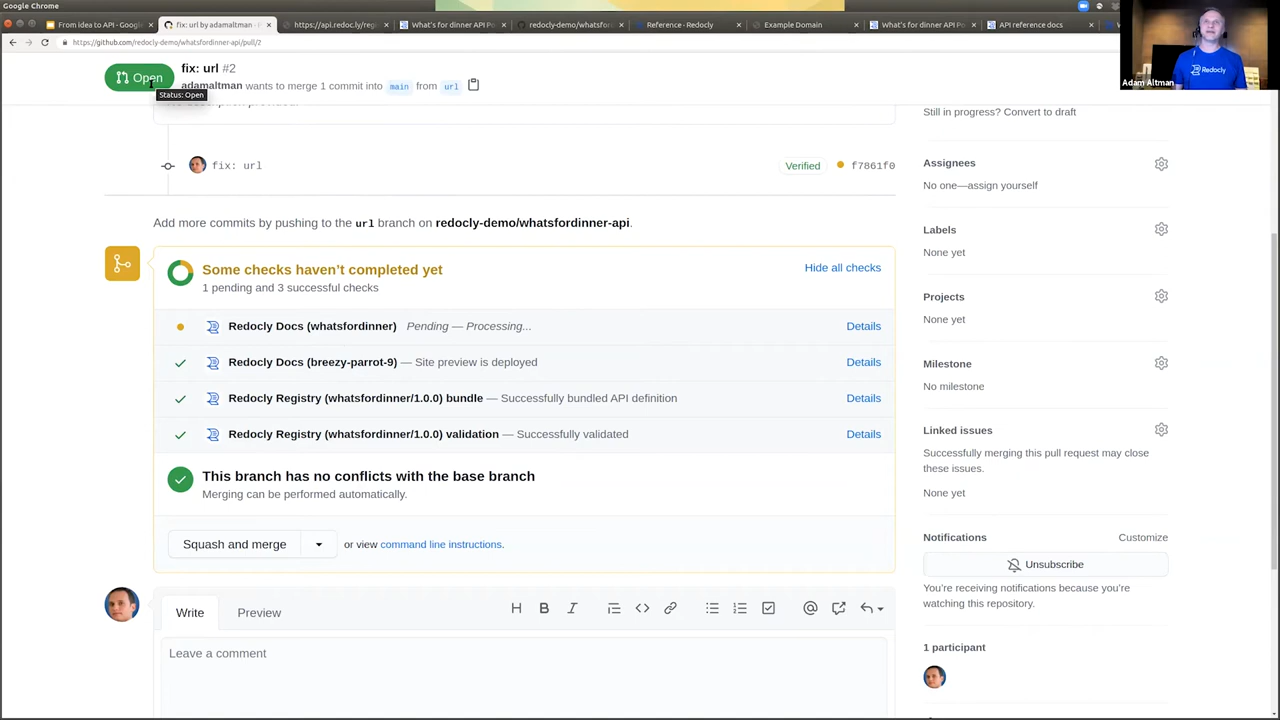 Google Chrome
From idea to API - Google
fix: url by adamaltman
https://api.redoc.ly/reg
What's for dinner API P
redocly-demo/whatsfor
Reference - Redocly
Example Domain
What's for dinner API P
API reference docs
https://github.com/redocly-demo/whatsfordinner-api/pull/2
Redocly
Adam Altman
Open
fix: url #2
adamaltman wants to merge 1 commit into main from url
Status: Open
No description provided.
Still in progress? Convert to draft
fix: url
Verified
f7861f0
Add more commits by pushing to the url branch on redocly-demo/whatsfordinner-api.
Some checks haven't completed yet
1 pending and 3 successful checks
Hide all checks
Redocly Docs (whatsfordinner) Pending — Processing...
Details
Redocly Docs (breezy-parrot-9) — Site preview is deployed
Details
Redocly Registry (whatsfordinner/1.0.0) bundle — Successfully bundled API definition
Details
Redocly Registry (whatsfordinner/1.0.0) validation — Successfully validated
Details
This branch has no conflicts with the base branch
Merging can be performed automatically.
Squash and merge
or view command line instructions.
Write
Preview
Leave a comment
Assignees
No one—assign yourself
Labels
None yet
Projects
None yet
Milestone
No milestone
Linked issues
Successfully merging this pull request may close
these issues.
None yet
Notifications
Customize
Unsubscribe
You're receiving notifications because you're
watching this repository.
1 participant